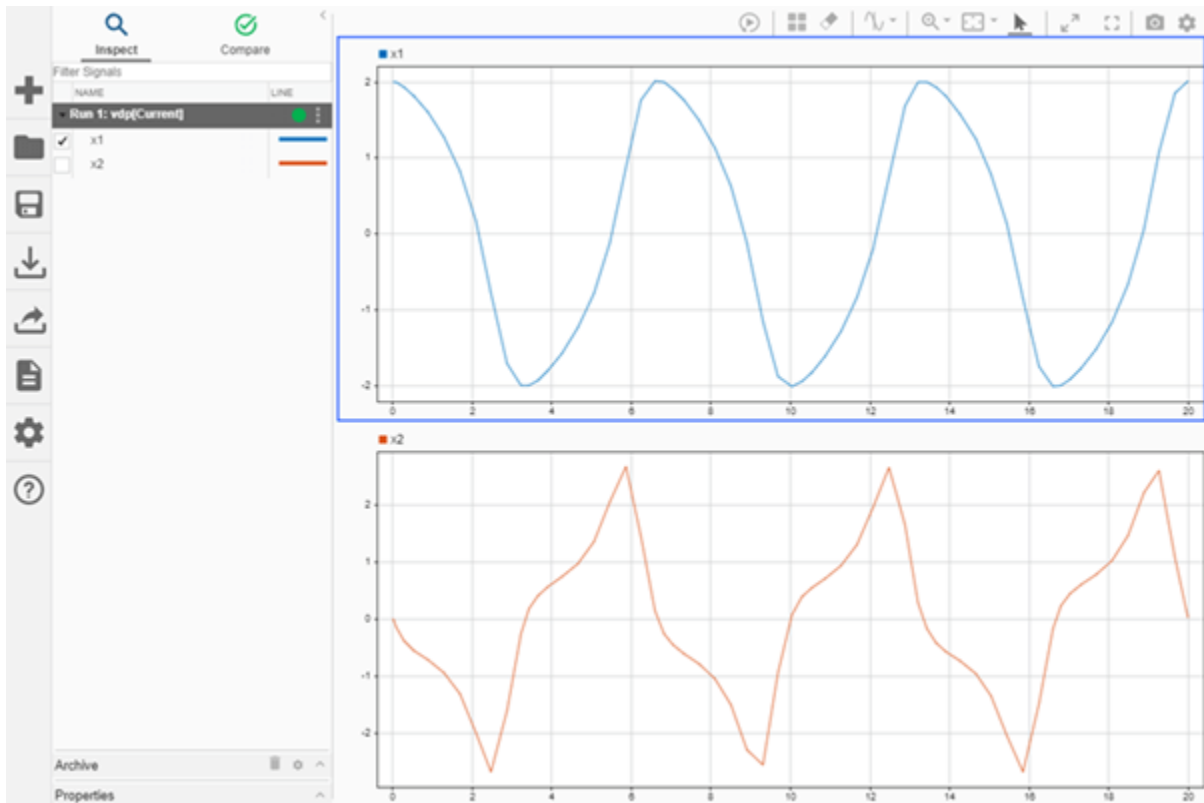 Inspect
Compare
Filter Signals
NAME LINE
Run 1: vdp[Current]
x1
x2
Archive
Properties
x1
2
1
0
-1
-2
0 2 4 6 8 10 12 14 16 18 20
x2
2
1
0
-1
-2
0 2 4 6 8 10 12 14 16 18 20